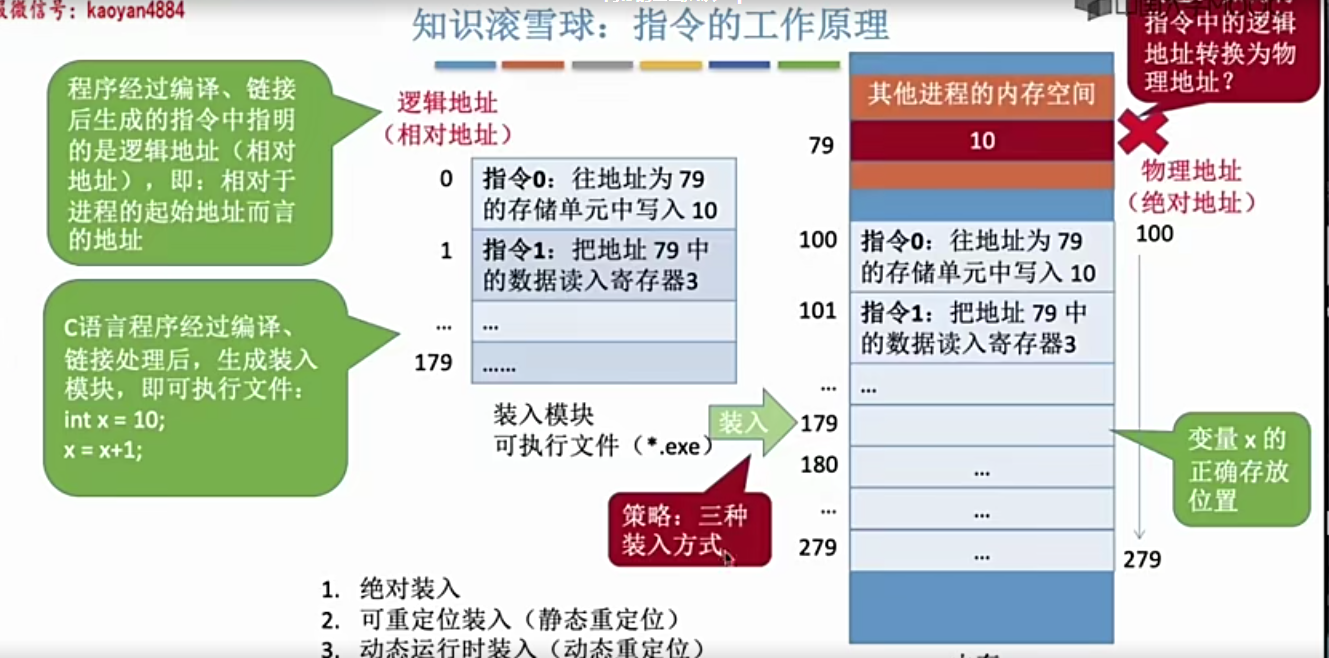 微信号：kaoyan4884
知识滚雪球：指令的工作原理
指令中的逻辑
地址转换为物
理地址？
程序经过编译、链接
后生成的指令中指明
的是逻辑地址（相对
地址），即：相对于
进程的起始地址而言
的地址
C语言程序经过编译、
链接处理后，生成装入
模块，即可执行文件：
int x = 10;
x = x+1;
逻辑地址
（相对地址）
0
指令0：往地址为 79
的存储单元中写入 10
1
指令1：把地址 79 中
的数据读入寄存器3
...
...
179
......
装入模块
可执行文件（*.exe）
装入
策略：三种
装入方式
1. 绝对装入
2. 可重定位装入（静态重定位）
3. 动态运行时装入（动态重定位）
其他进程的内存空间
79
10
物理地址
（绝对地址）
100
指令0：往地址为 79
的存储单元中写入 10
100
101
指令1：把地址 79 中
的数据读入寄存器3
...
...
179
180
...
...
...
279
...
279
变量 x 的
正确存放
位置